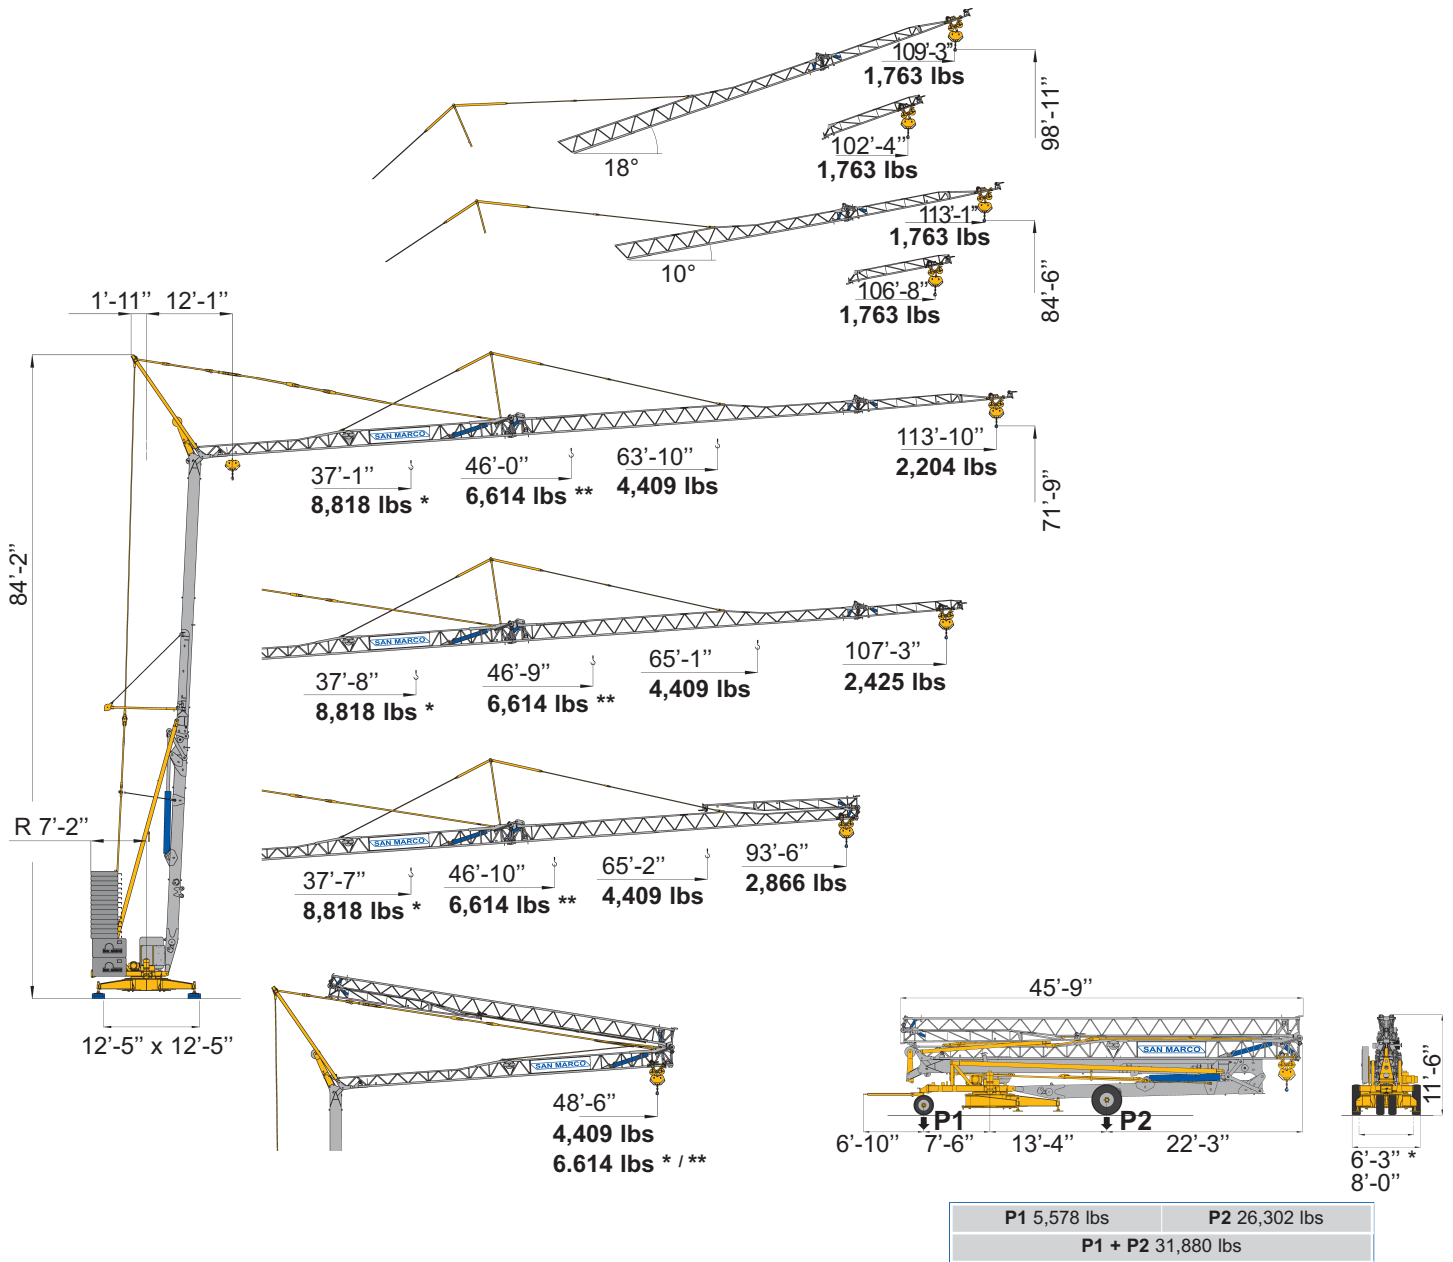 109’-3”
1,763 lbs
98’-11”
102’-4”
1,763 lbs
18°
113’-1”
1,763 lbs
84’-6”
10°
106’-8”
1,763 lbs
1’-11” 12’-1”
84’-2”
SAN MARCO
37’-1”
8,818 lbs *
46’-0”
6,614 lbs **
63’-10”
4,409 lbs
113’-10”
2,204 lbs
71’-9”
SAN MARCO
37’-8”
8,818 lbs *
46’-9”
6,614 lbs **
65’-1”
4,409 lbs
107’-3”
2,425 lbs
R 7’-2”
SAN MARCO
37’-7”
8,818 lbs *
46’-10”
6,614 lbs **
65’-2”
4,409 lbs
93’-6”
2,866 lbs
12’-5” x 12’-5”
SAN MARCO
48’-6”
4,409 lbs
6.614 lbs * / **
45’-9”
SAN MARCO
P1 P2
6’-10” 7’-6” 13’-4” 22’-3”
11’-6”
6’-3” *
8’-0”
P1 5,578 lbs P2 26,302 lbs
P1 + P2 31,880 lbs